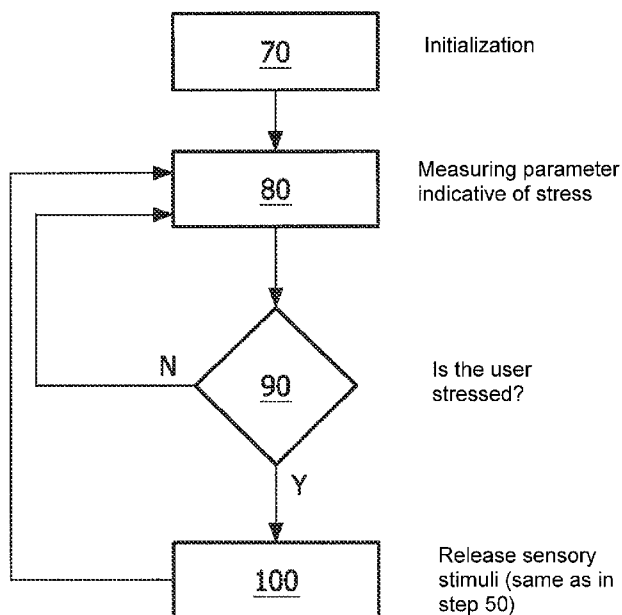 70
Initialization
80
Measuring parameter
indicative of stress
N
90
Is the user
stressed?
Y
100
Release sensory
stimuli (same as in
step 50)